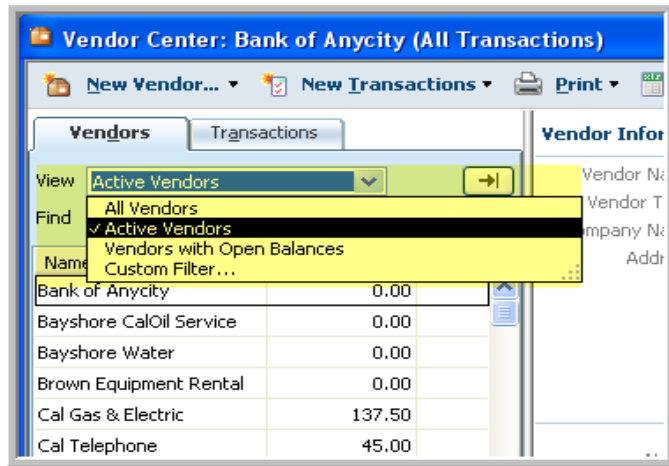 Vendor Center: Bank of Anycity (All Transactions)
New Vendor... New Transactions Print
Vendors Transactions
View Active Vendors
Find
All Vendors
✓ Active Vendors
Vendors with Open Balances
Custom Filter...
Name
Bank of Anycity 0.00
Bayshore CalOil Service 0.00
Bayshore Water 0.00
Brown Equipment Rental 0.00
Cal Gas & Electric 137.50
Cal Telephone 45.00
Vendor Infor
Vendor Na
Vendor T
mpany Na
Addr